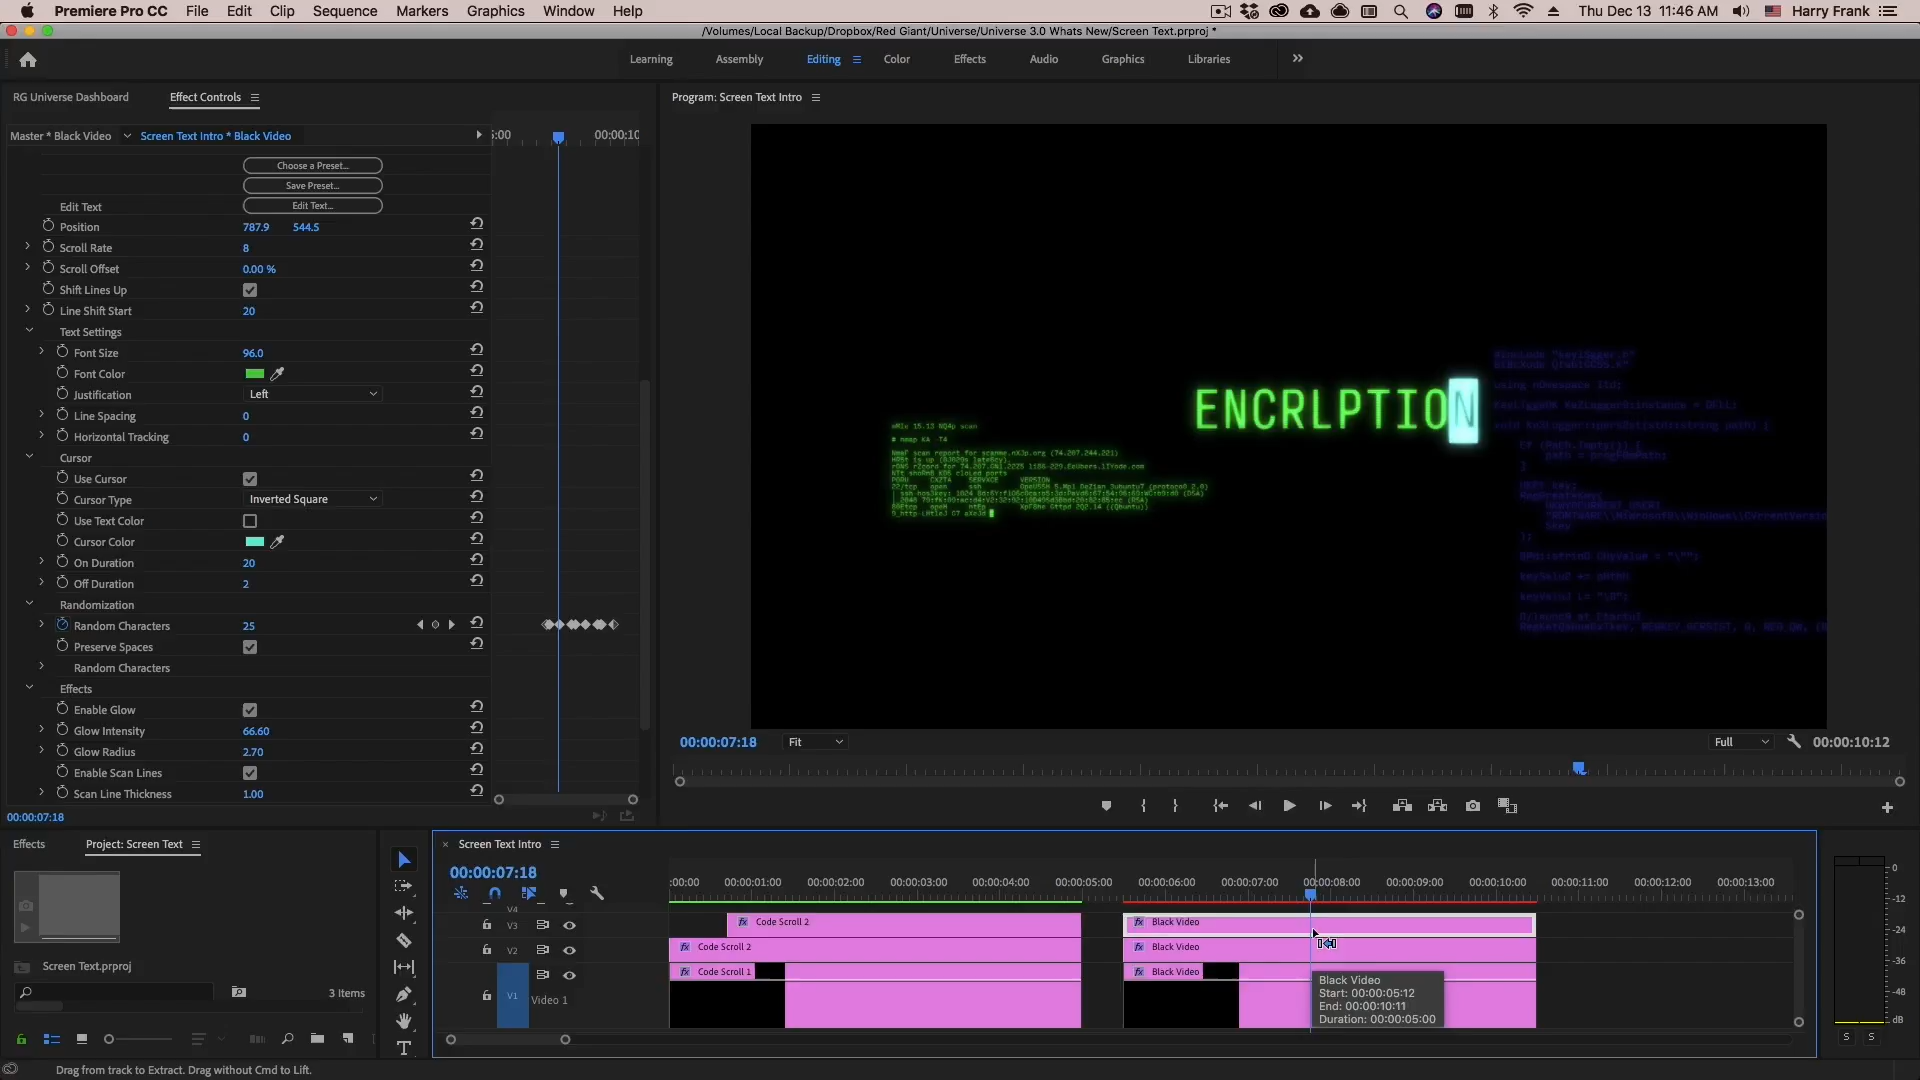 Premiere Pro CC File Edit Clip Sequence Markers Graphics Window Help Thu Dec 13 11:46 AM Harry Frank
/Volumes/Local Backup/Dropbox/Red Giant/Universe/Universe 3.0 Whats New/Screen Text.prproj *
Learning Assembly Editing Color Effects Audio Graphics Libraries
RG Universe Dashboard Effect Controls
Program: Screen Text Intro
Master * Black Video Screen Text Intro * Black Video
5:00 00:00:10
Choose a Preset...
Save Preset...
Edit Text Edit Text...
Position 787.9 544.5
Scroll Rate 8
Scroll Offset 0.00 %
Shift Lines Up
Line Shift Start 20
Text Settings
Font Size 96.0
Font Color
Justification Left
Line Spacing 0
Horizontal Tracking 0
Cursor
Use Cursor
Cursor Type Inverted Square
Use Text Color
Cursor Color
On Duration 20
Off Duration 2
Randomization
Random Characters 25
Preserve Spaces
Random Characters
Effects
Enable Glow
Glow Intensity 66.60
Glow Radius 2.70
Enable Scan Lines
Scan Line Thickness 1.00
00:00:07:18
ENCRLPTION
# nmap KA -T4
00:00:07:18 Fit Full 00:00:10:12
Effects Project: Screen Text
Screen Text.prproj
3 Items
Screen Text Intro
00:00:07:18
:00:00 00:00:01:00 00:00:02:00 00:00:03:00 00:00:04:00 00:00:05:00 00:00:06:00 00:00:07:00 00:00:08:00 00:00:09:00 00:00:10:00 00:00:11:00 00:00:12:00 00:00:13:00
V4
V3 fx Code Scroll 2 fx Black Video
V2 fx Code Scroll 2 fx Black Video
fx Code Scroll 1 fx Black Video
V1 Video 1
Black Video
Start: 00:00:05:12
End: 00:00:10:11
Duration: 00:00:05:00
0
-12
-24
-36
-48
dB
S S
Drag from track to Extract. Drag without Cmd to Lift.